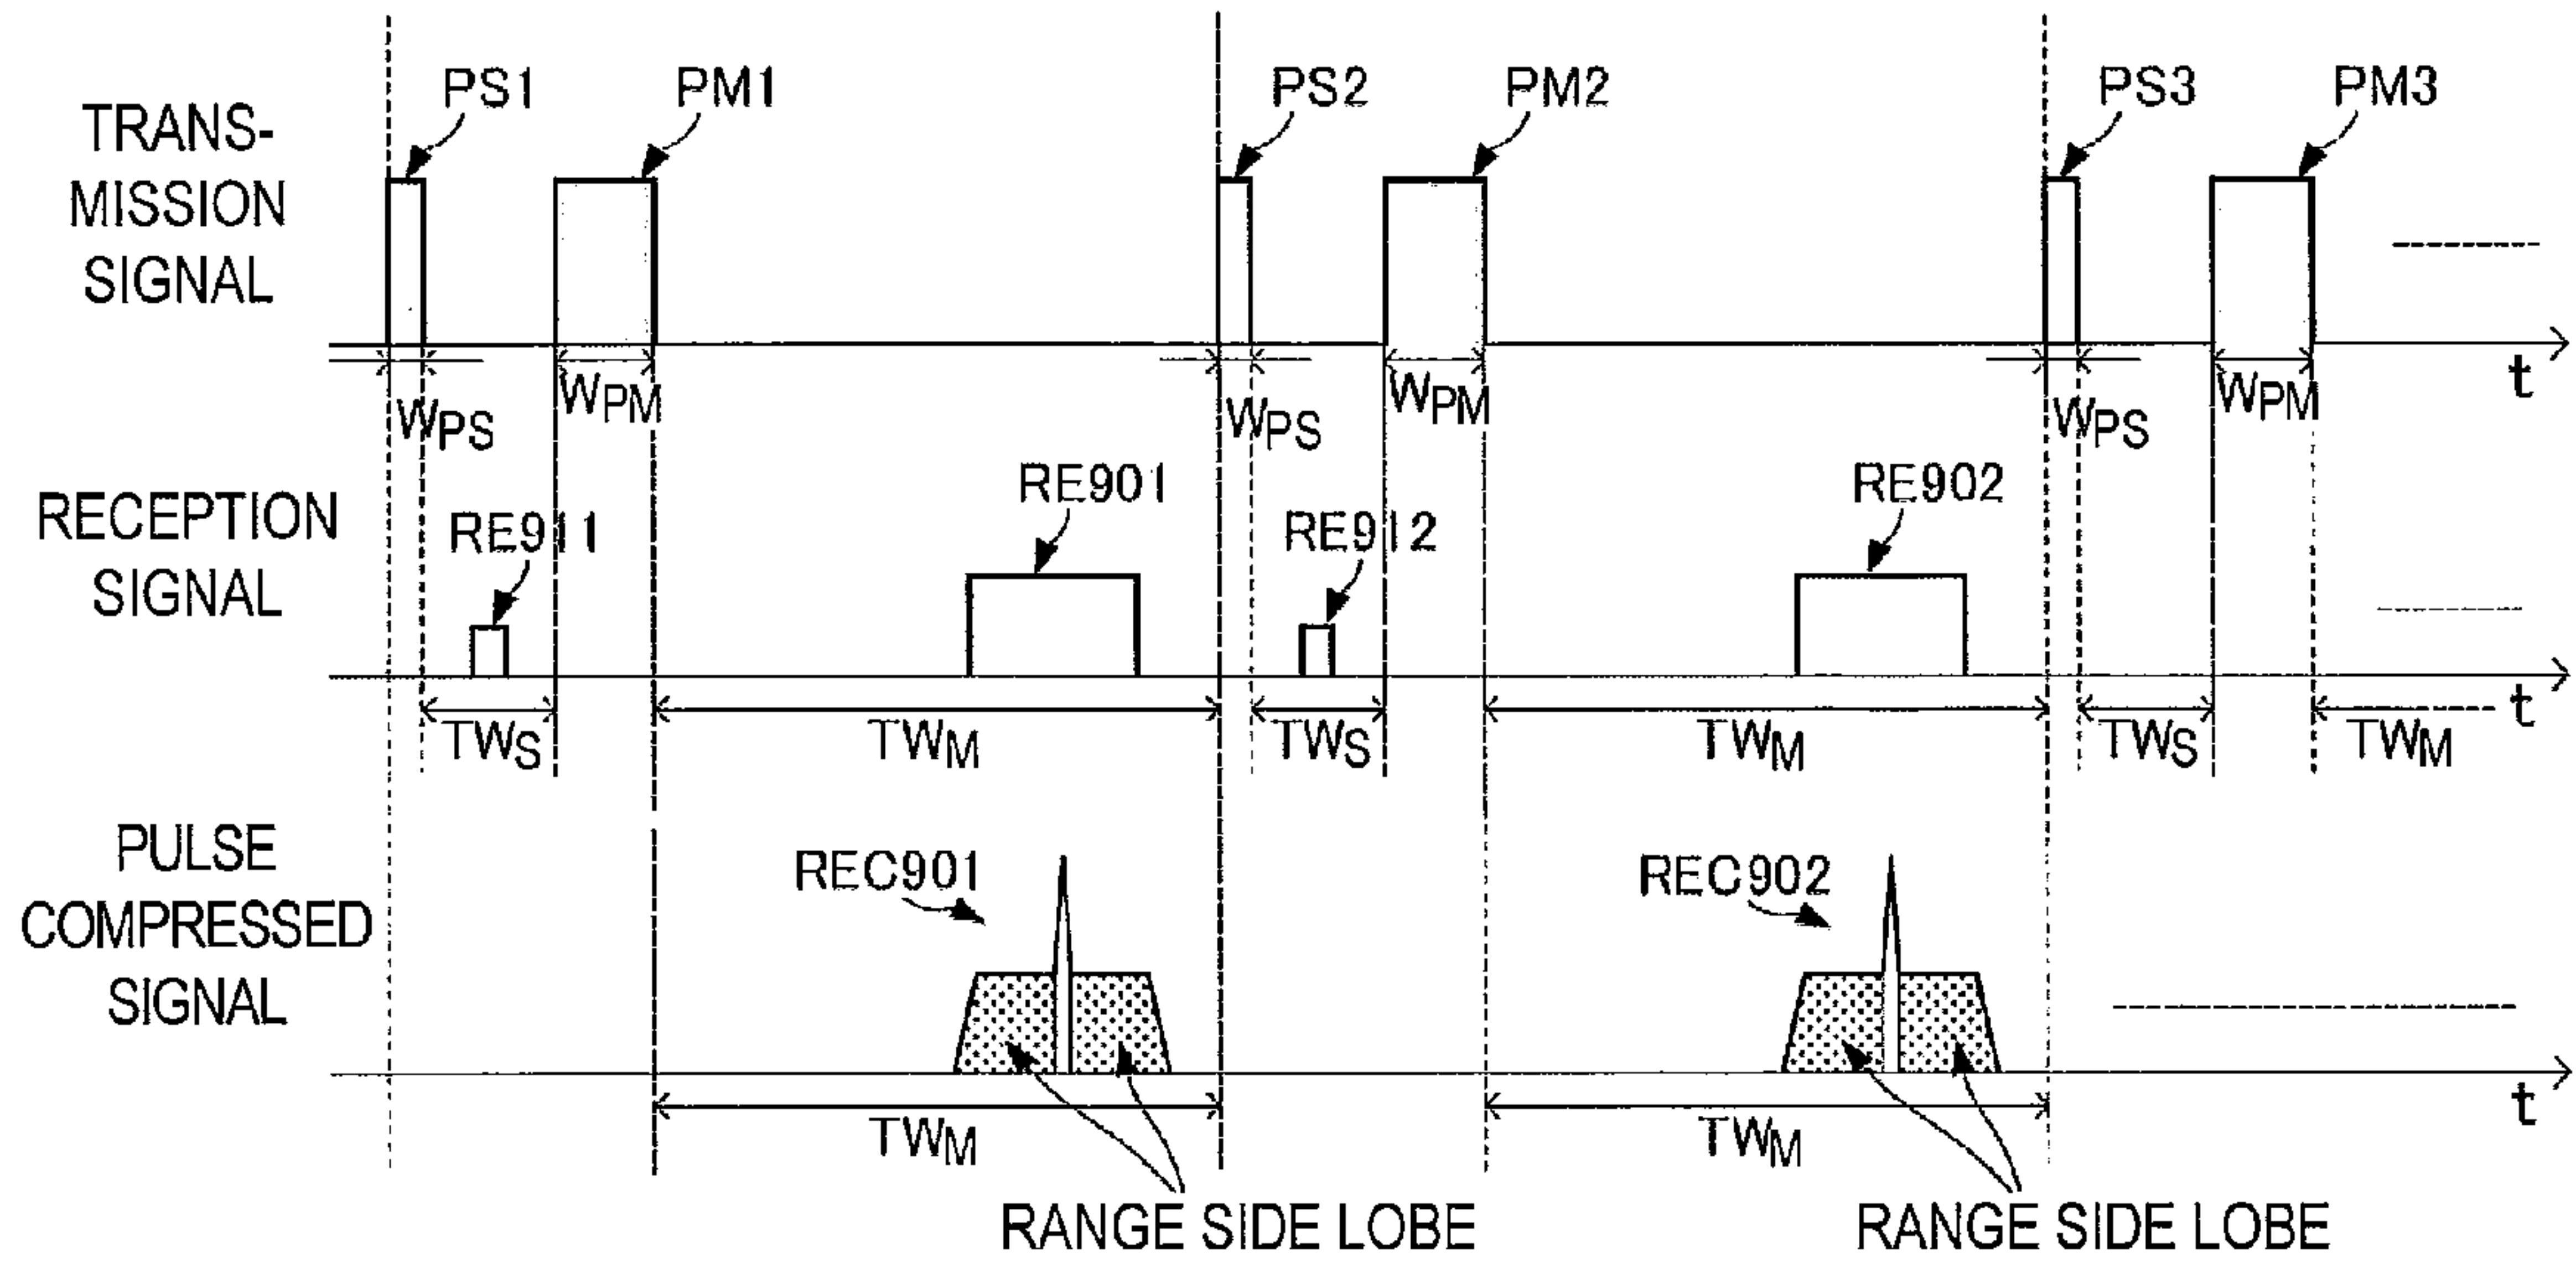 PS1 PM1 PS2 PM2 PS3 PM3
TRANS-
MISSION
SIGNAL
t
WPS WPM WPS WPM WPS WPM
RE901 RE902
RECEPTION
SIGNAL
RE911 RE912
t
TWS TWM TWS TWM TWS TWM
PULSE
COMPRESSED
SIGNAL
REC901 REC902
t
TWM TWM
RANGE SIDE LOBE RANGE SIDE LOBE